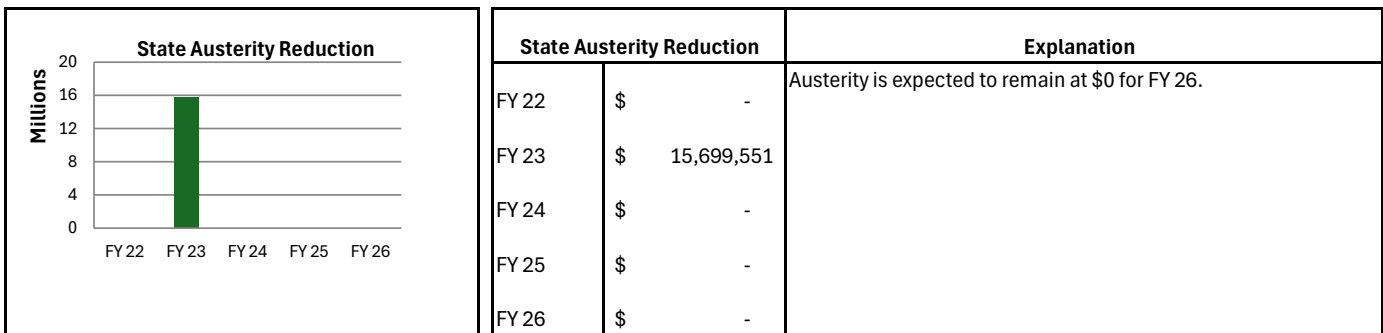 State Austerity Reduction
Millions
20
16
12
8
4
0
FY 22 FY 23 FY 24 FY 25 FY 26
State Austerity Reduction Explanation
Austerity is expected to remain at $0 for FY 26.
FY 22 $ -
FY 23 $ 15,699,551
FY 24 $ -
FY 25 $ -
FY 26 $ -